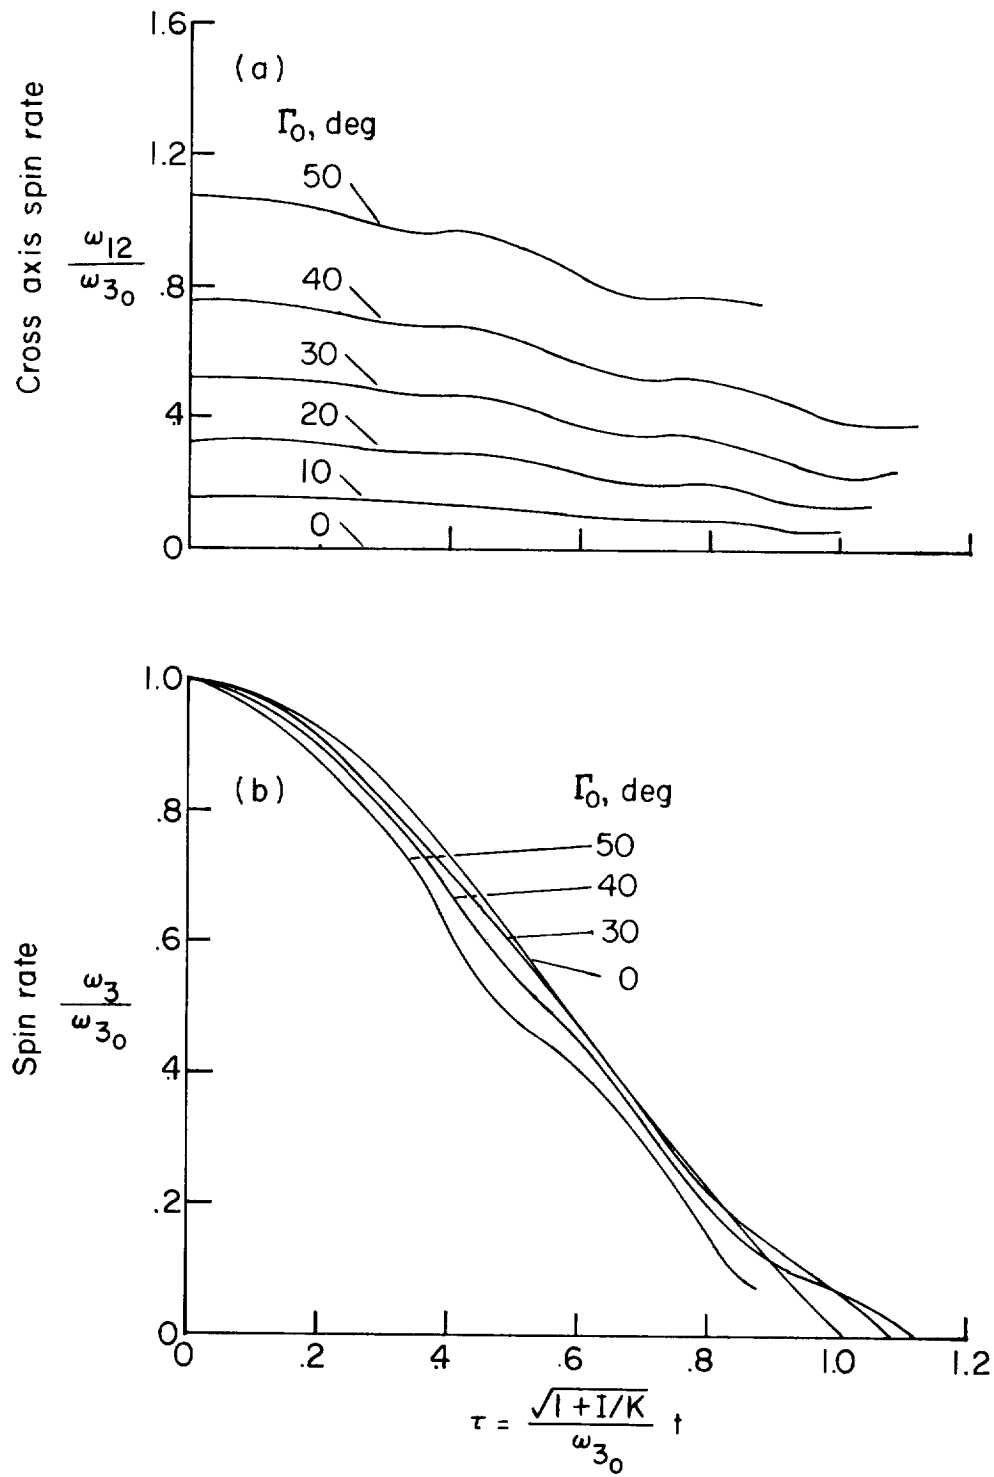 1.6
(a)
Γ₀, deg
1.2
50
Cross axis spin rate
ω₁₂
ω₃₀
.8
40
30
.4
20
10
0
0
1.0
(b)
Γ₀, deg
.8
50
40
.6
30
0
Spin rate
ω₃
ω₃₀
.4
.2
0
0 .2 .4 .6 .8 1.0 1.2
τ = √1 + I/K t
ω₃₀